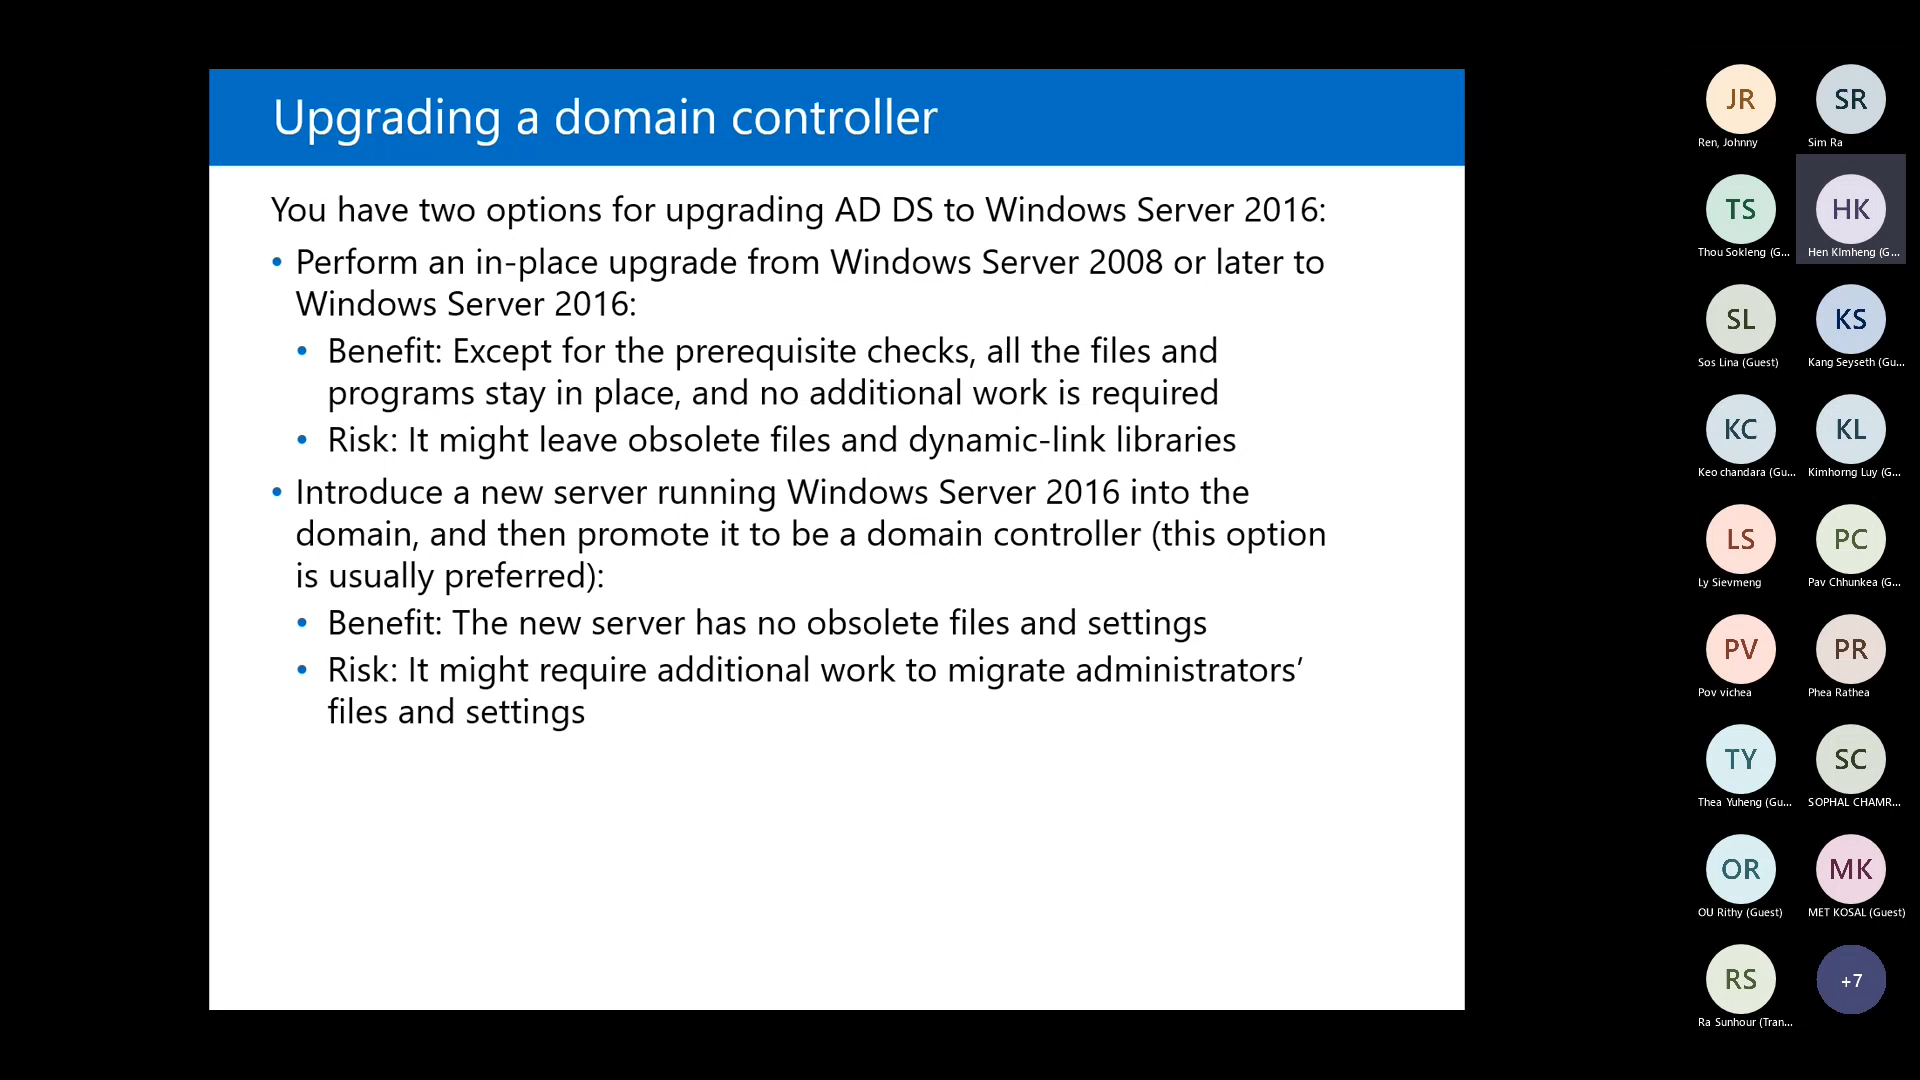 Upgrading a domain controller
You have two options for upgrading AD DS to Windows Server 2016:
• Perform an in-place upgrade from Windows Server 2008 or later to
Windows Server 2016:
• Benefit: Except for the prerequisite checks, all the files and
programs stay in place, and no additional work is required
• Risk: It might leave obsolete files and dynamic-link libraries
• Introduce a new server running Windows Server 2016 into the
domain, and then promote it to be a domain controller (this option
is usually preferred):
• Benefit: The new server has no obsolete files and settings
• Risk: It might require additional work to migrate administrators’
files and settings
JR
Ren, Johnny
SR
Sim Ra
TS
Thou Sokleng (G...
HK
Hen KImheng (G...
SL
Sos Lina (Guest)
KS
Kang Seyseth (Gu...
KC
Keo chandara (Gu...
KL
Kimhorng Luy (G...
LS
Ly Sievmeng
PC
Pav Chhunkea (G...
PV
Pov vichea
PR
Phea Rathea
TY
Thea Yuheng (Gu...
SC
SOPHAL CHAMR...
OR
OU Rithy (Guest)
MK
MET KOSAL (Guest)
RS
Ra Sunhour (Tran...
+7